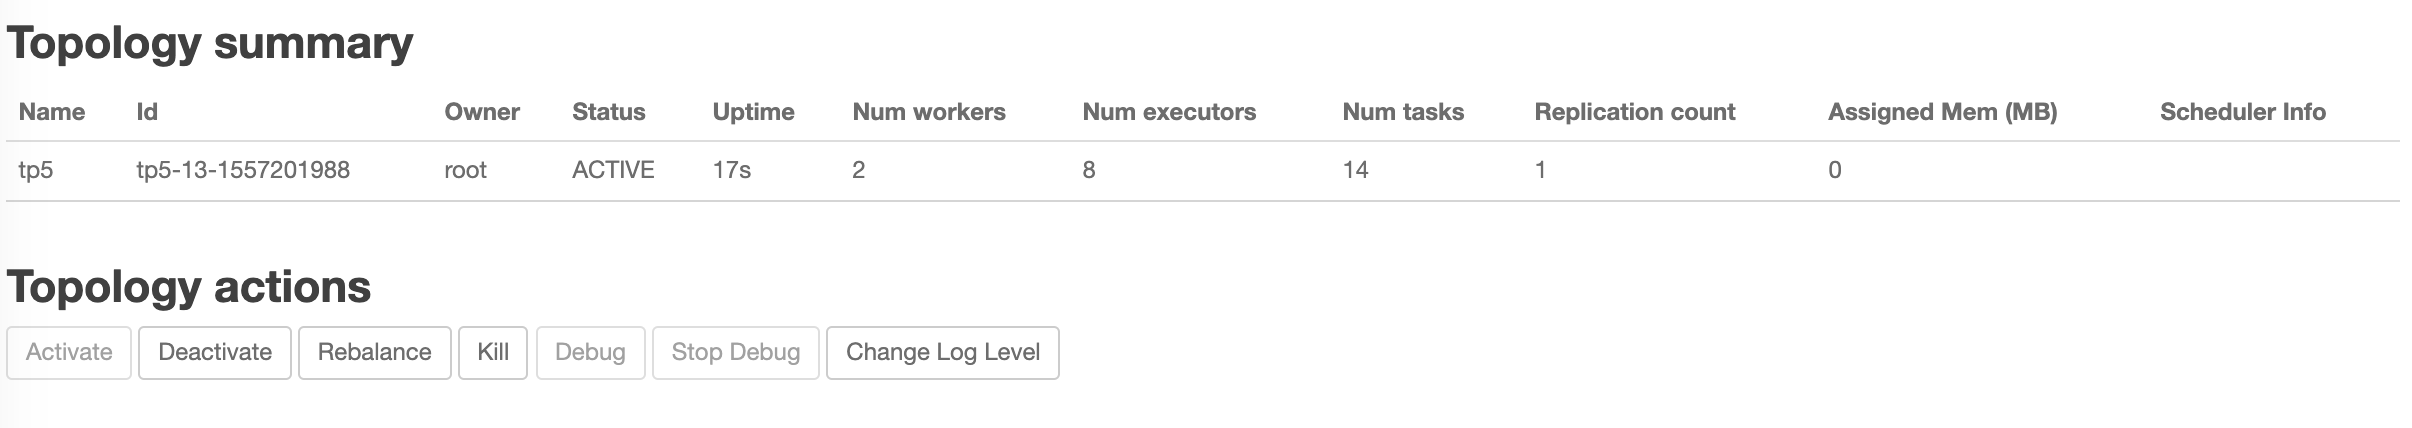 Topology summary
Name Id Owner Status Uptime Num workers Num executors Num tasks Replication count Assigned Mem (MB) Scheduler Info
tp5 tp5-13-1557201988 root ACTIVE 17s 2 8 14 1 0
Topology actions
Activate Deactivate Rebalance Kill Debug Stop Debug Change Log Level